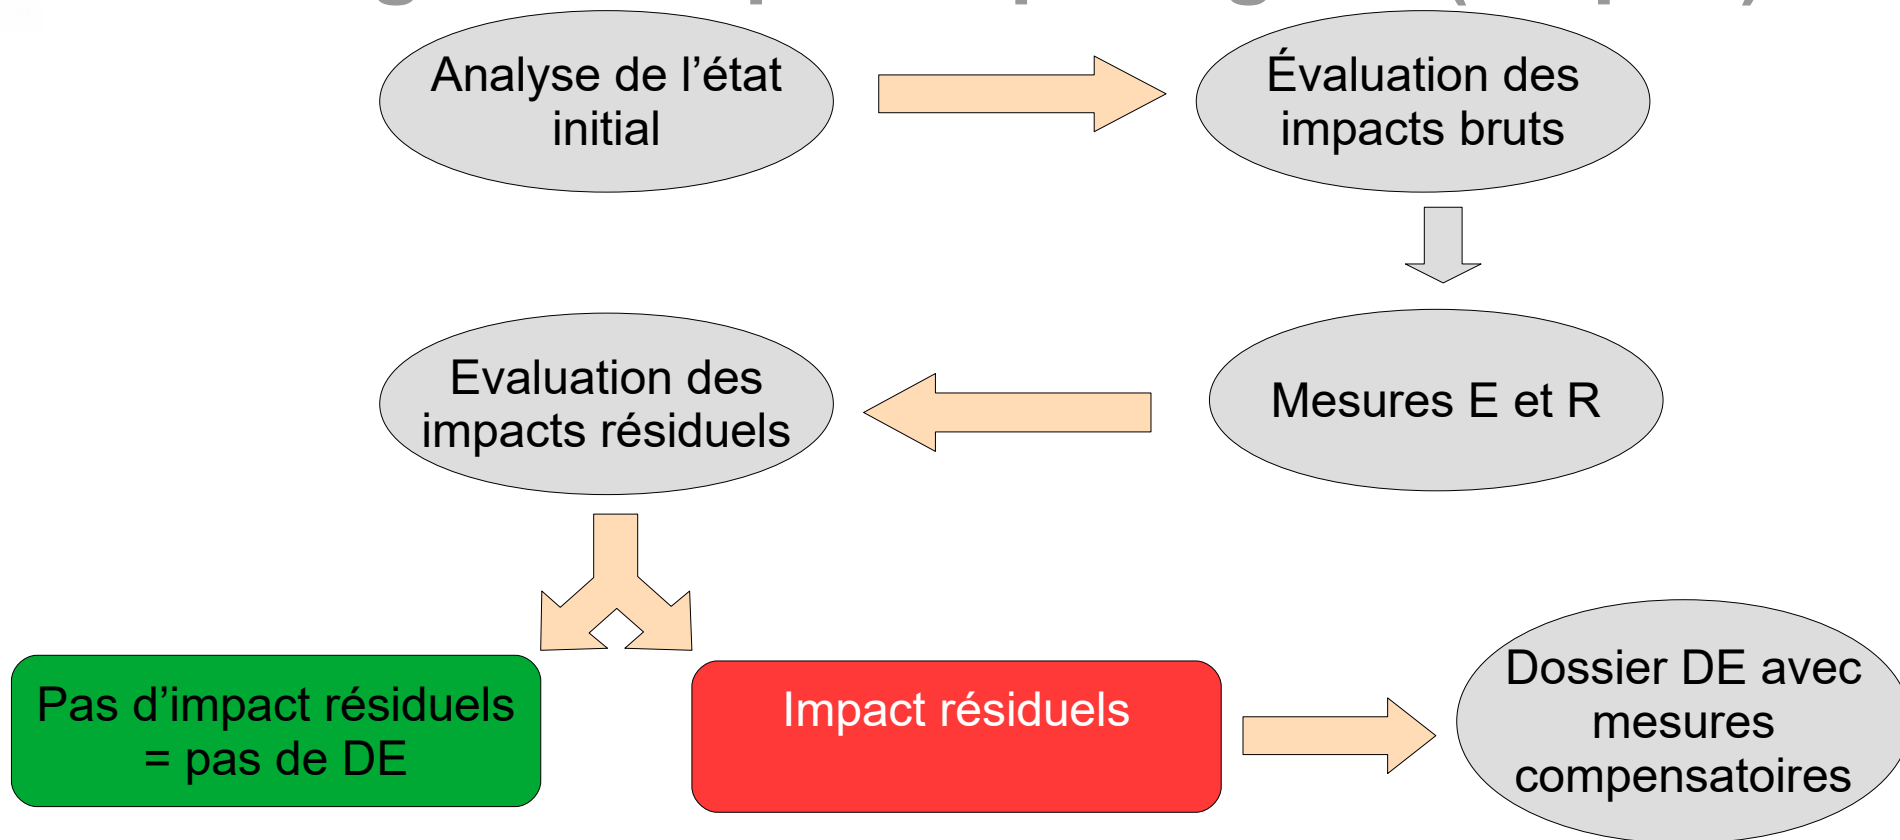 Analyse de l’état
initial
Évaluation des
impacts bruts
Evaluation des
impacts résiduels
Mesures E et R
Pas d’impact résiduels
= pas de DE
Impact résiduels
Dossier DE avec
mesures
compensatoires